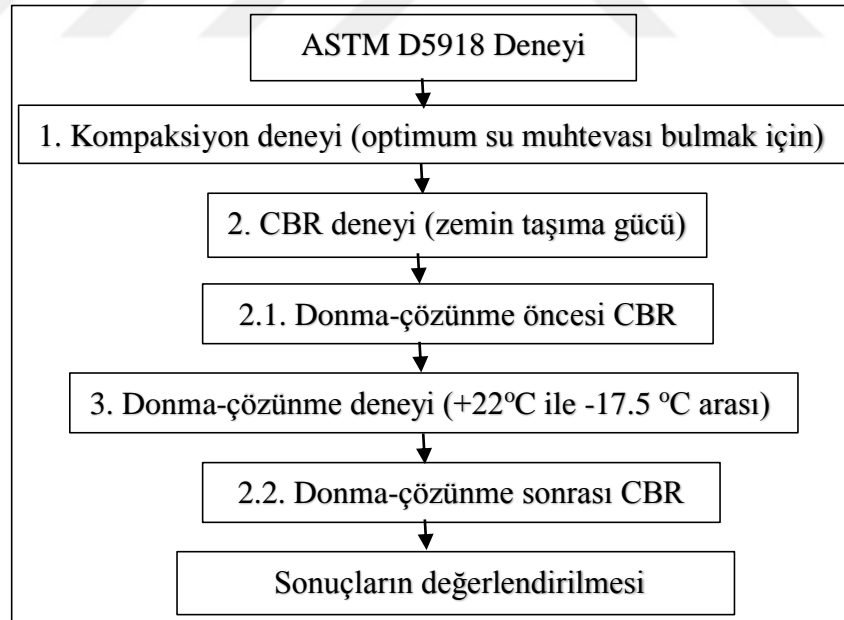 ASTM D5918 Deneyi
1. Kompaksiyon deneyi (optimum su muhtevası bulmak için)
2. CBR deneyi (zemin taşıma gücü)
2.1. Donma-çözünme öncesi CBR
3. Donma-çözünme deneyi (+22°C ile -17.5 °C arası)
2.2. Donma-çözünme sonrası CBR
Sonuçların değerlendirilmesi